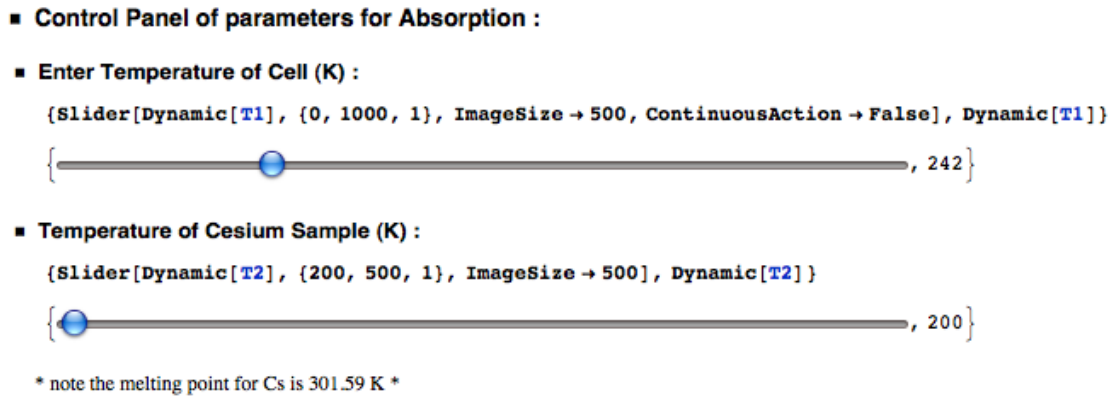 Control Panel of parameters for Absorption :
Enter Temperature of Cell (K) :
{Slider[Dynamic[T1], {0, 1000, 1}, ImageSize → 500, ContinuousAction → False], Dynamic[T1]}
{, 242}
Temperature of Cesium Sample (K) :
{Slider[Dynamic[T2], {200, 500, 1}, ImageSize → 500], Dynamic[T2]}
{, 200}
* note the melting point for Cs is 301.59 K *